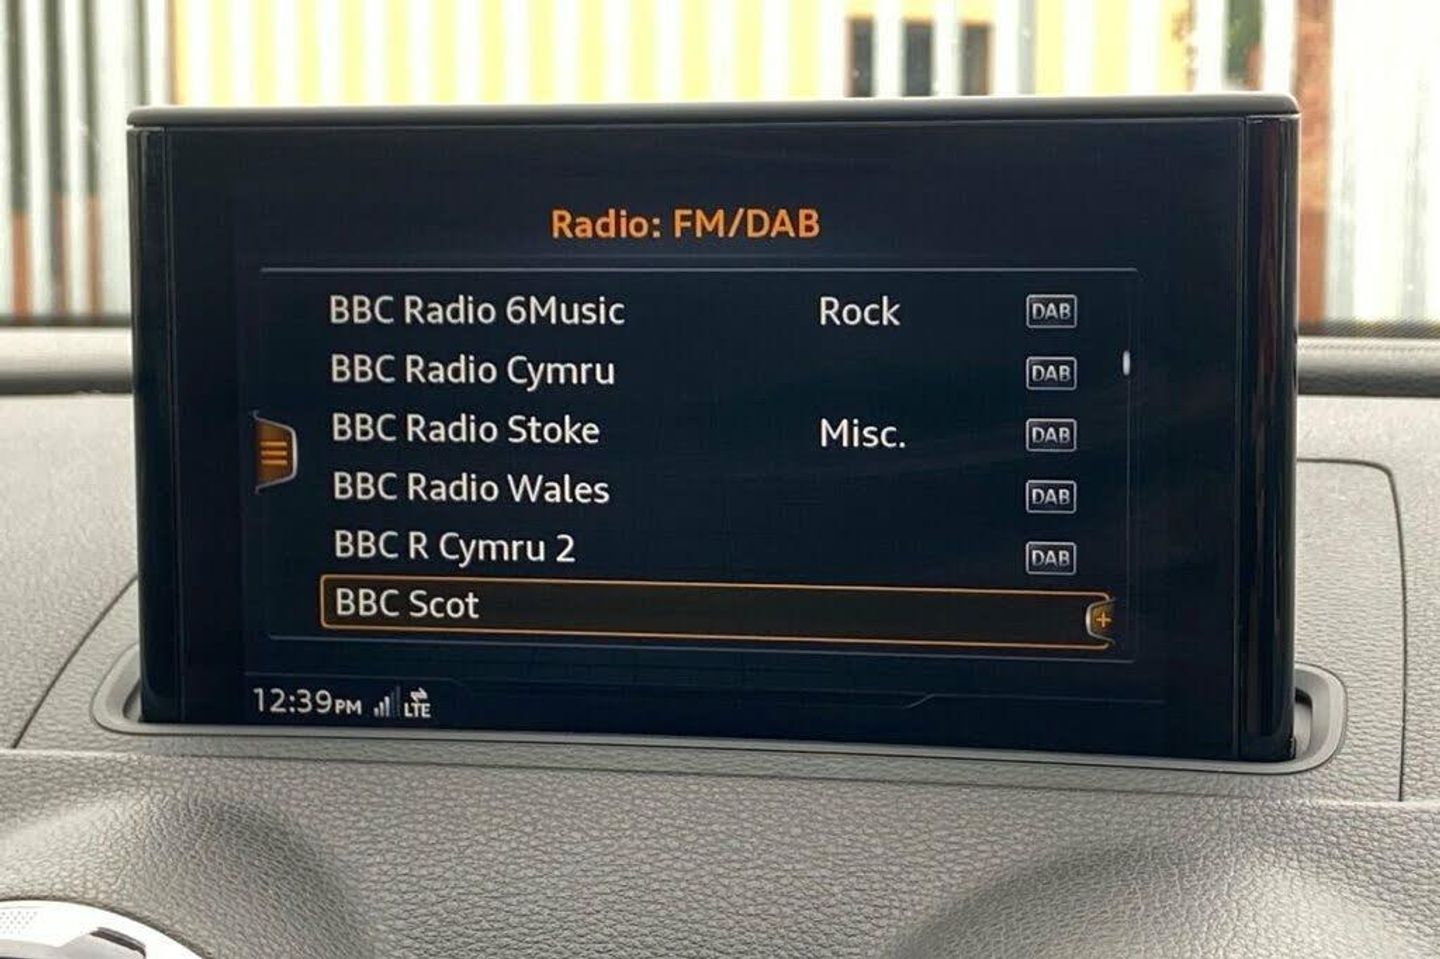 Radio: FM/DAB
BBC Radio 6Music Rock DAB
BBC Radio Cymru DAB
BBC Radio Stoke Misc. DAB
BBC Radio Wales DAB
BBC R Cymru 2 DAB
BBC Scot +
12:39PM LTE